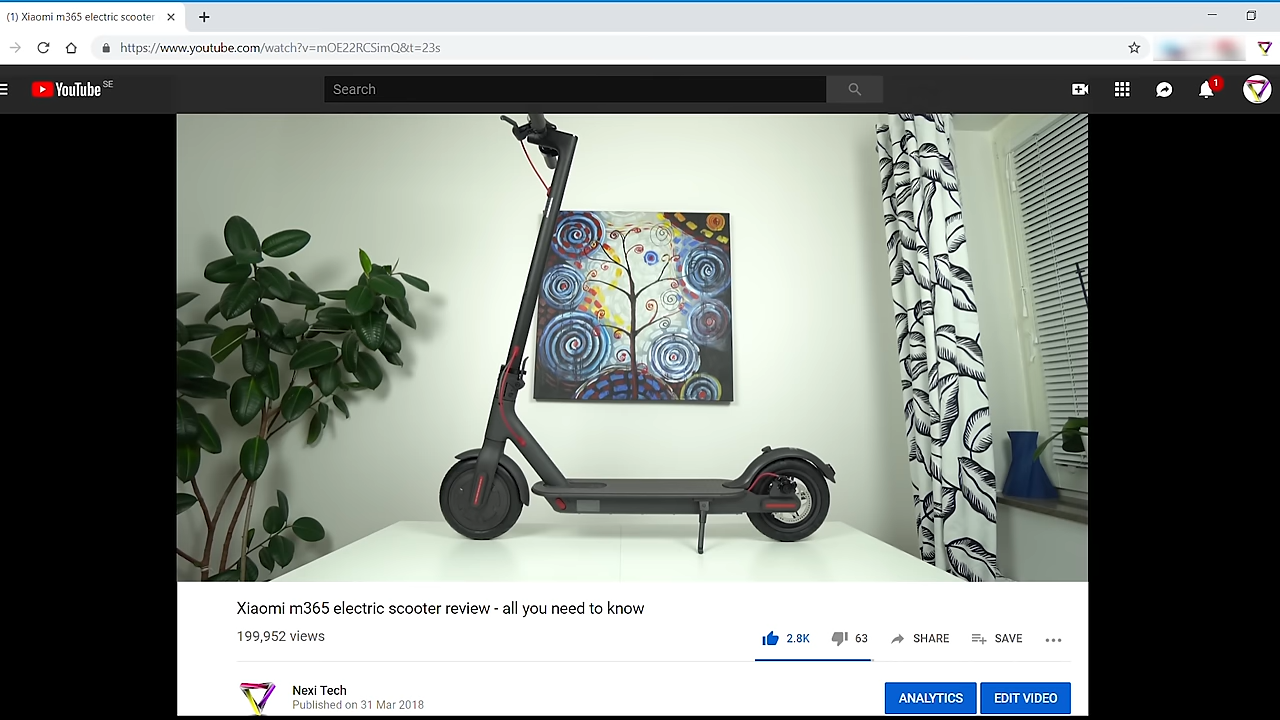 (1) Xiaomi m365 electric scooter
https://www.youtube.com/watch?v=mOE22RCSimQ&t=23s
YouTube SE
Search
1
Xiaomi m365 electric scooter review - all you need to know
199,952 views
2.8K 63 SHARE SAVE
Nexi Tech
Published on 31 Mar 2018
ANALYTICS EDIT VIDEO